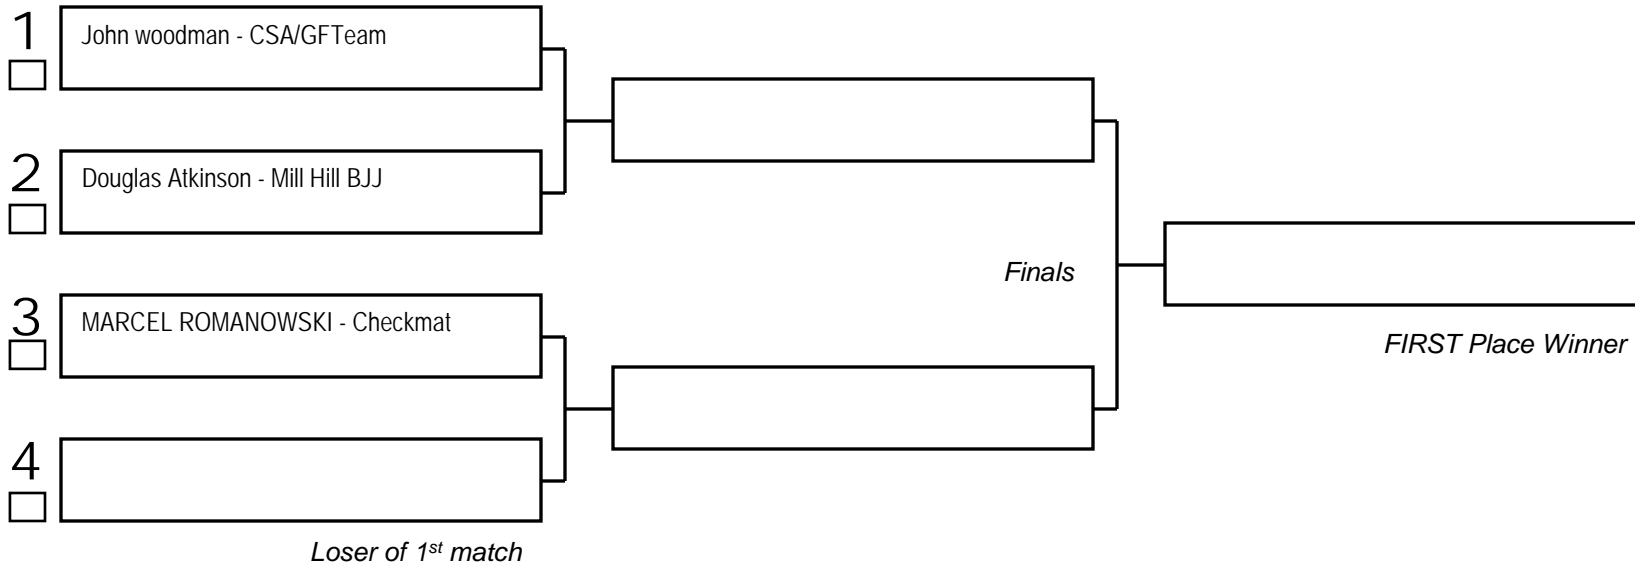 1
John woodman - CSA/GFTeam
2
Douglas Atkinson - Mill Hill BJJ
3
MARCEL ROMANOWSKI - Checkmat
4
Loser of 1st match
Finals
FIRST Place Winner